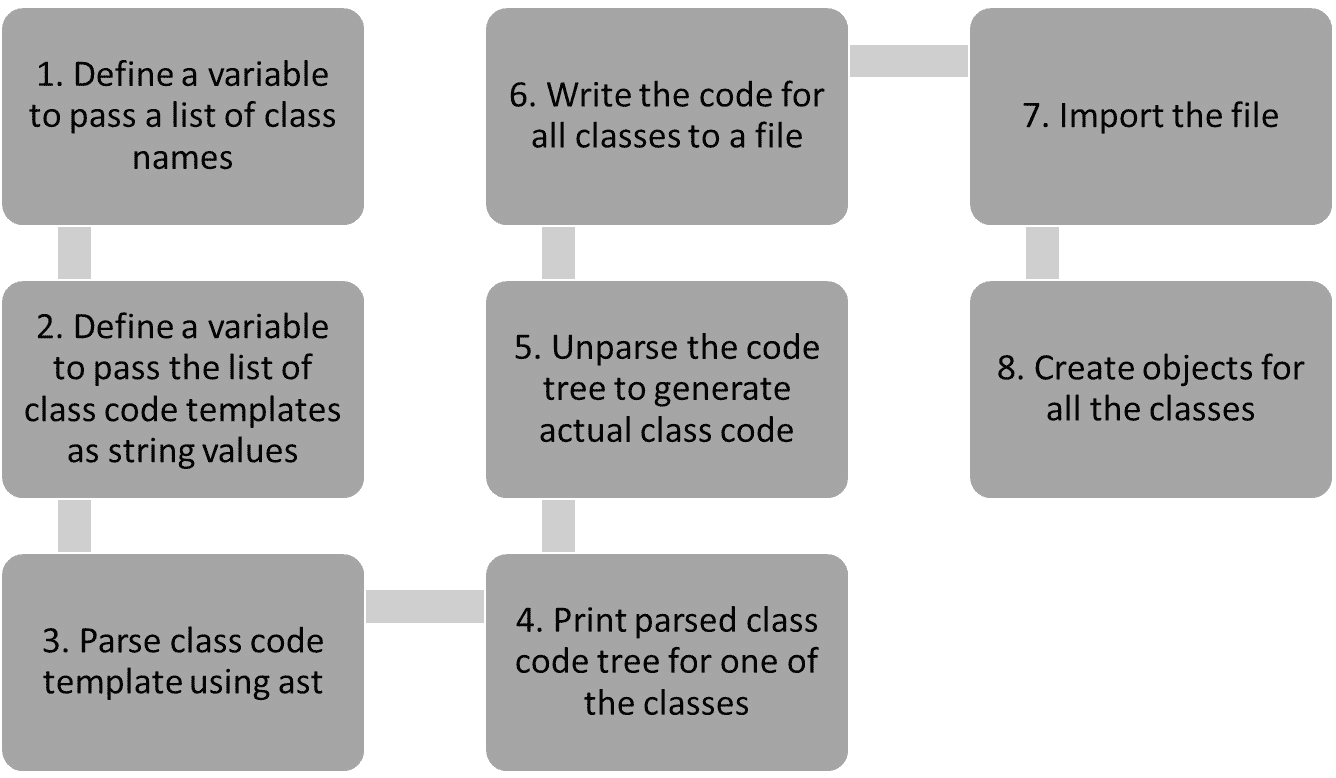 1. Define a variable
to pass a list of class
names
2. Define a variable
to pass the list of
class code templates
as string values
3. Parse class code
template using ast
4. Print parsed class
code tree for one of
the classes
5. Unparse the code
tree to generate
actual class code
6. Write the code for
all classes to a file
7. Import the file
8. Create objects for
all the classes